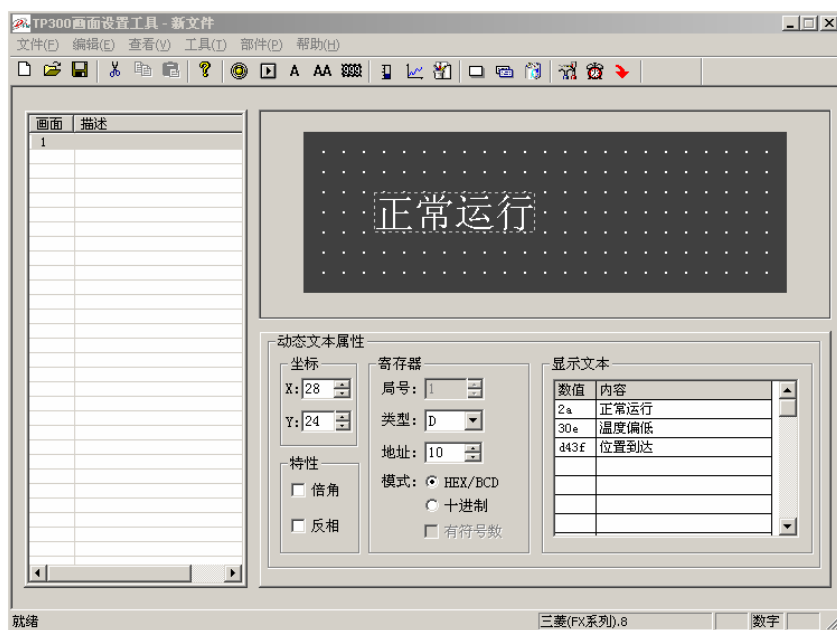 TP300画面设置工具 - 新文件
文件(F) 编辑(E) 查看(V) 工具(T) 部件(P) 帮助(H)
A AA
画面 描述
1
正常运行
动态文本属性
坐标
X: 28
Y: 24
特性
倍角
反相
寄存器
局号: 1
类型: D
地址: 10
模式: HEX/BCD
十进制
有符号数
显示文本
数值 内容
2a 正常运行
30e 温度偏低
d43f 位置到达
就绪 三菱(FX系列).8 数字